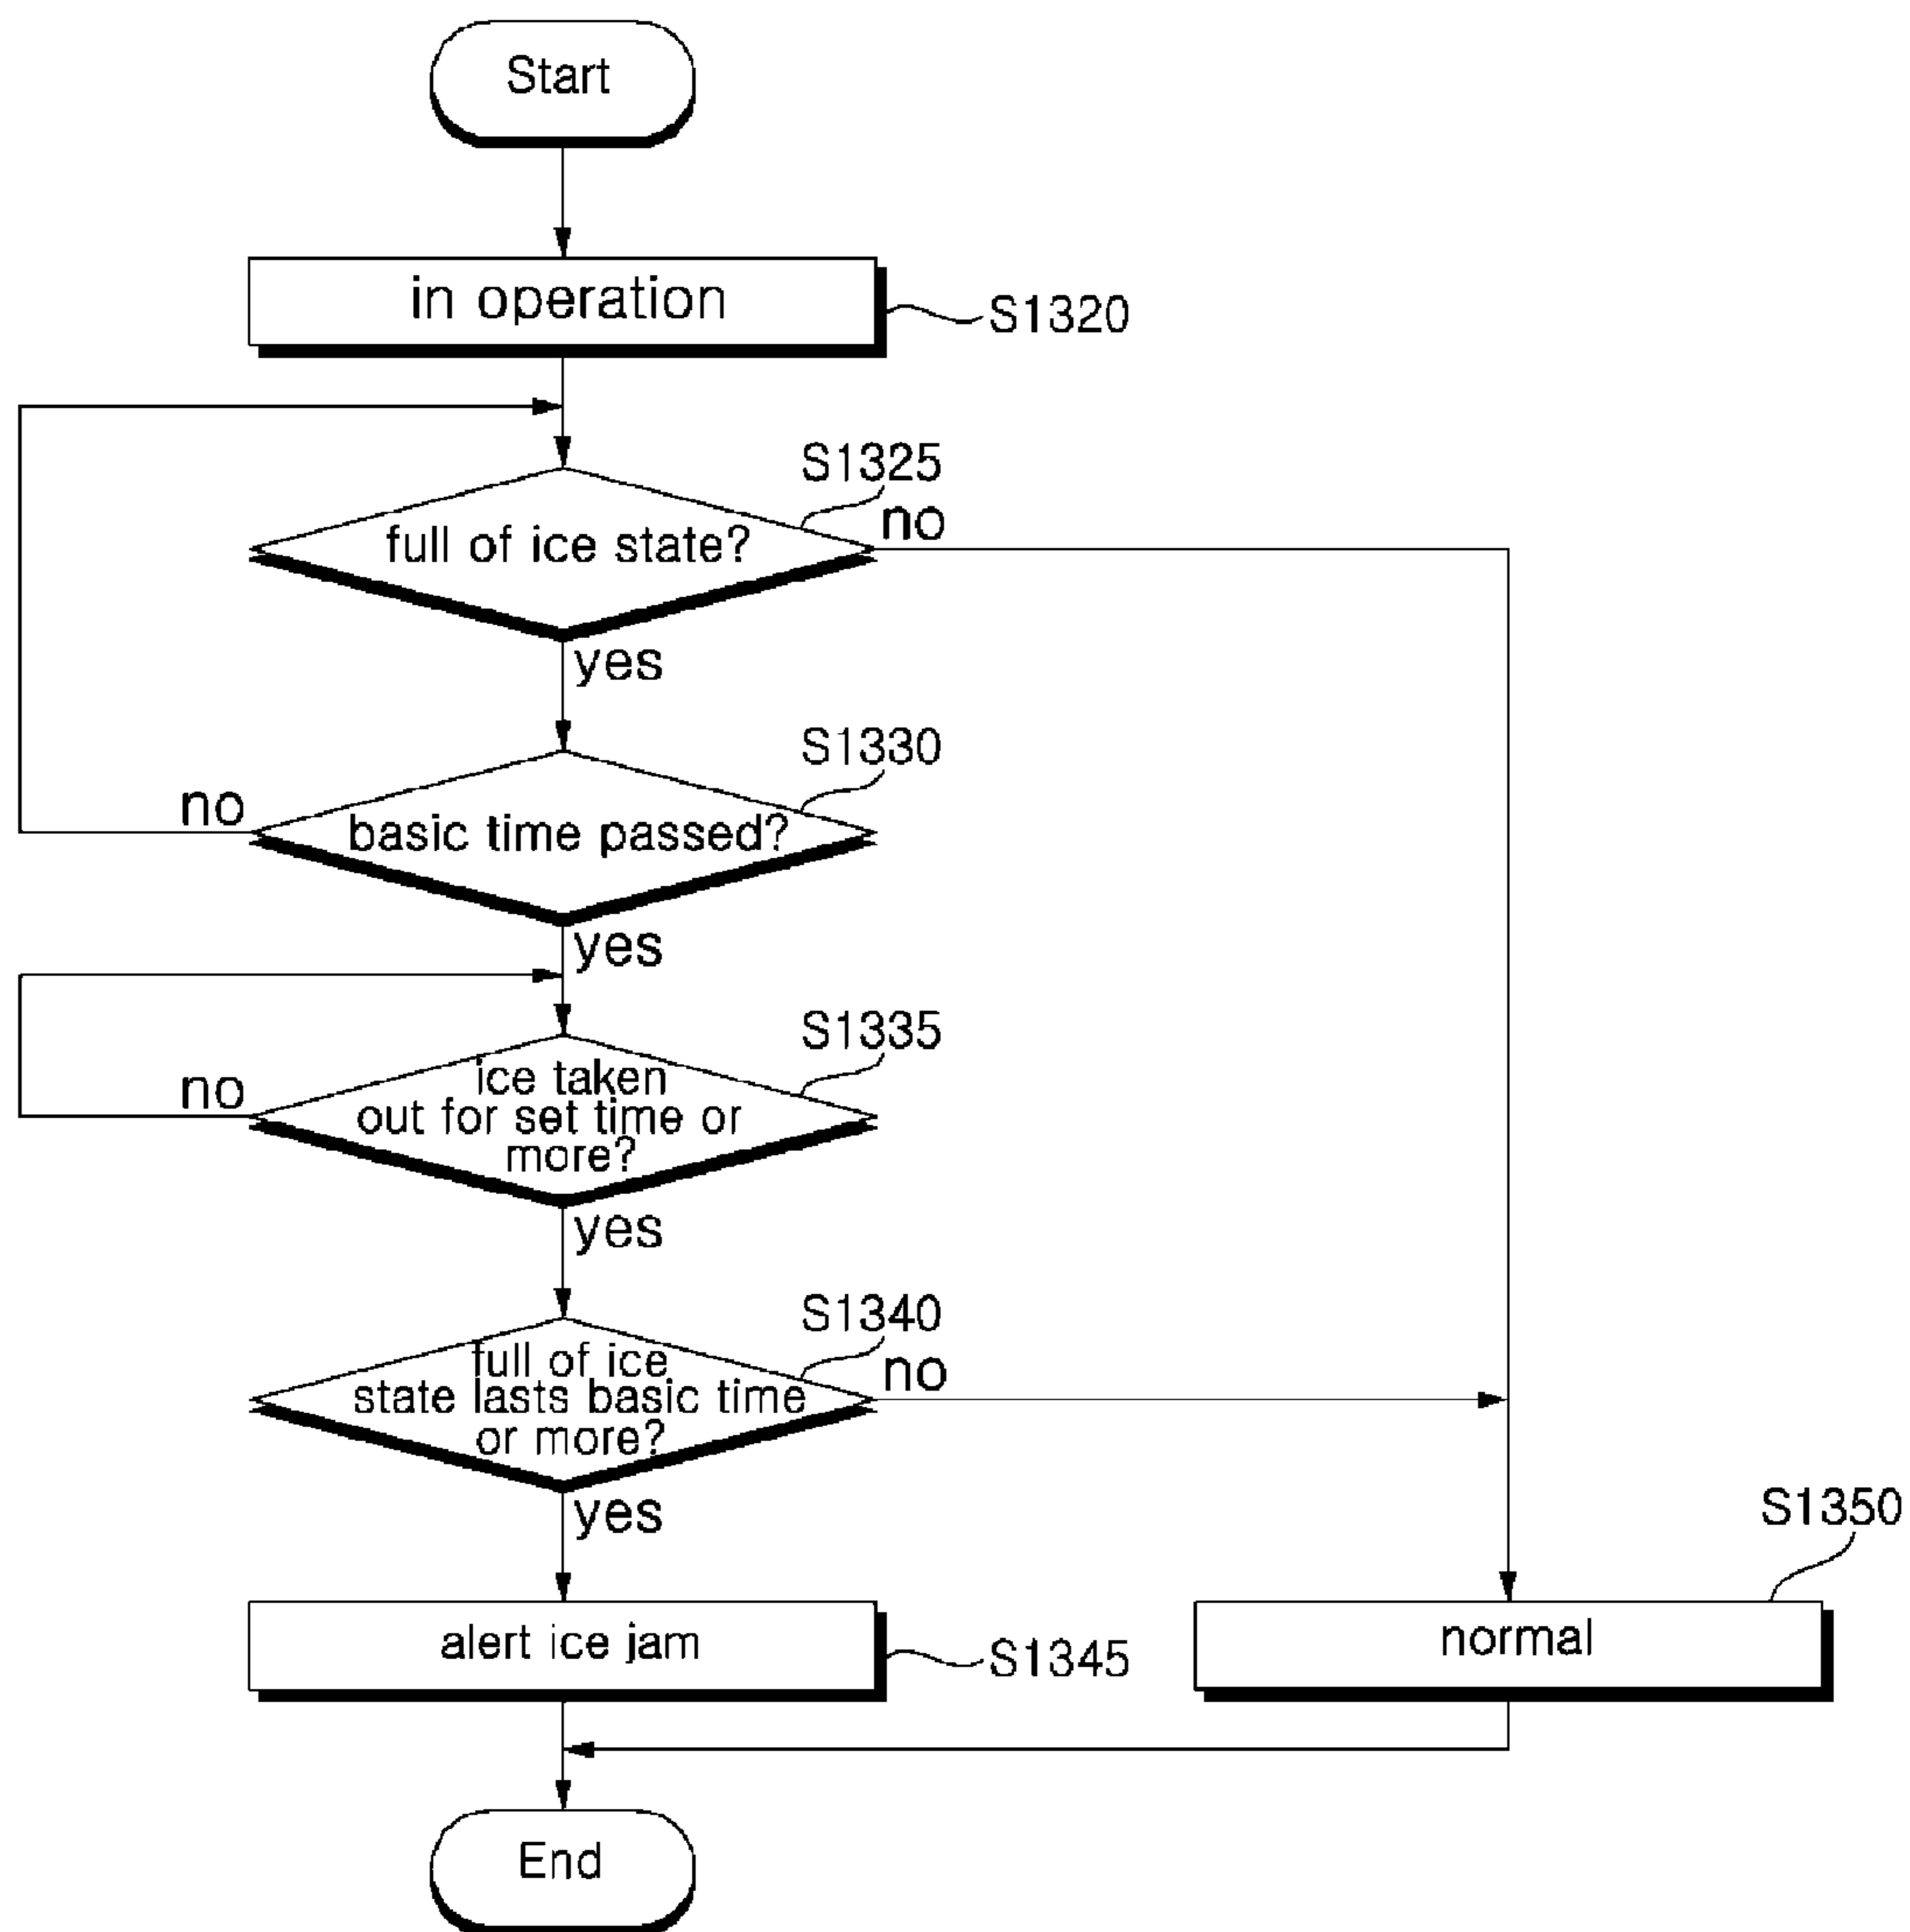 Start
in operation
S1320
S1325
no
full of ice state?
yes
S1330
no
basic time passed?
yes
S1335
no
ice taken
out for set time or
more?
yes
S1340
no
full of ice
state lasts basic time
or more?
yes
S1350
alert ice jam
S1345
normal
End